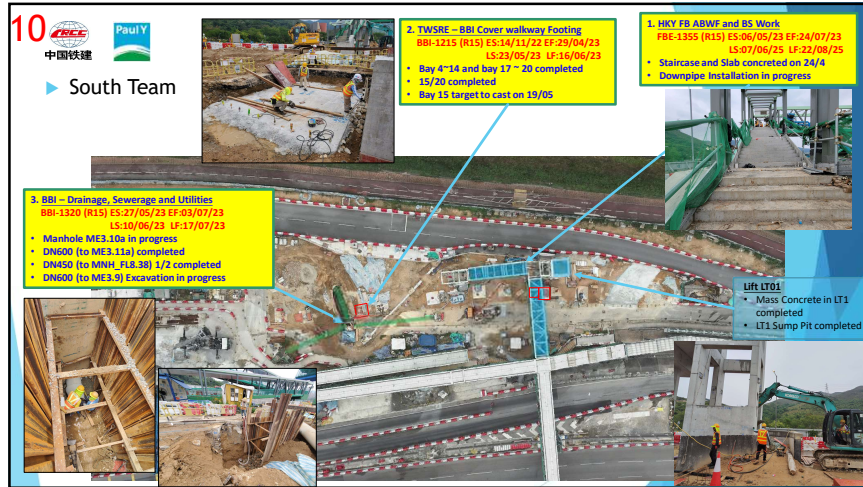 10
CRCC
中国铁建
Paul Y
South Team
2. TWSRE – BBI Cover walkway Footing
BBI-1215 (R15) ES:14/11/22 EF:29/04/23
LS:23/05/23 LF:16/06/23
• Bay 4~14 and bay 17 ~ 20 completed
• 15/20 completed
• Bay 15 target to cast on 19/05
1. HKY FB ABWF and BS Work
FBE-1355 (R15) ES:06/05/23 EF:24/07/23
LS:07/06/25 LF:22/08/25
• Staircase and Slab concreted on 24/4
• Downpipe Installation in progress
3. BBI – Drainage, Sewerage and Utilities
BBI-1320 (R15) ES:27/05/23 EF:03/07/23
LS:10/06/23 LF:17/07/23
• Manhole ME3.10a in progress
• DN600 (to ME3.11a) completed
• DN450 (to MNH_FL8.38) 1/2 completed
• DN600 (to ME3.9) Excavation in progress
Lift LT01
• Mass Concrete in LT1
completed
• LT1 Sump Pit completed